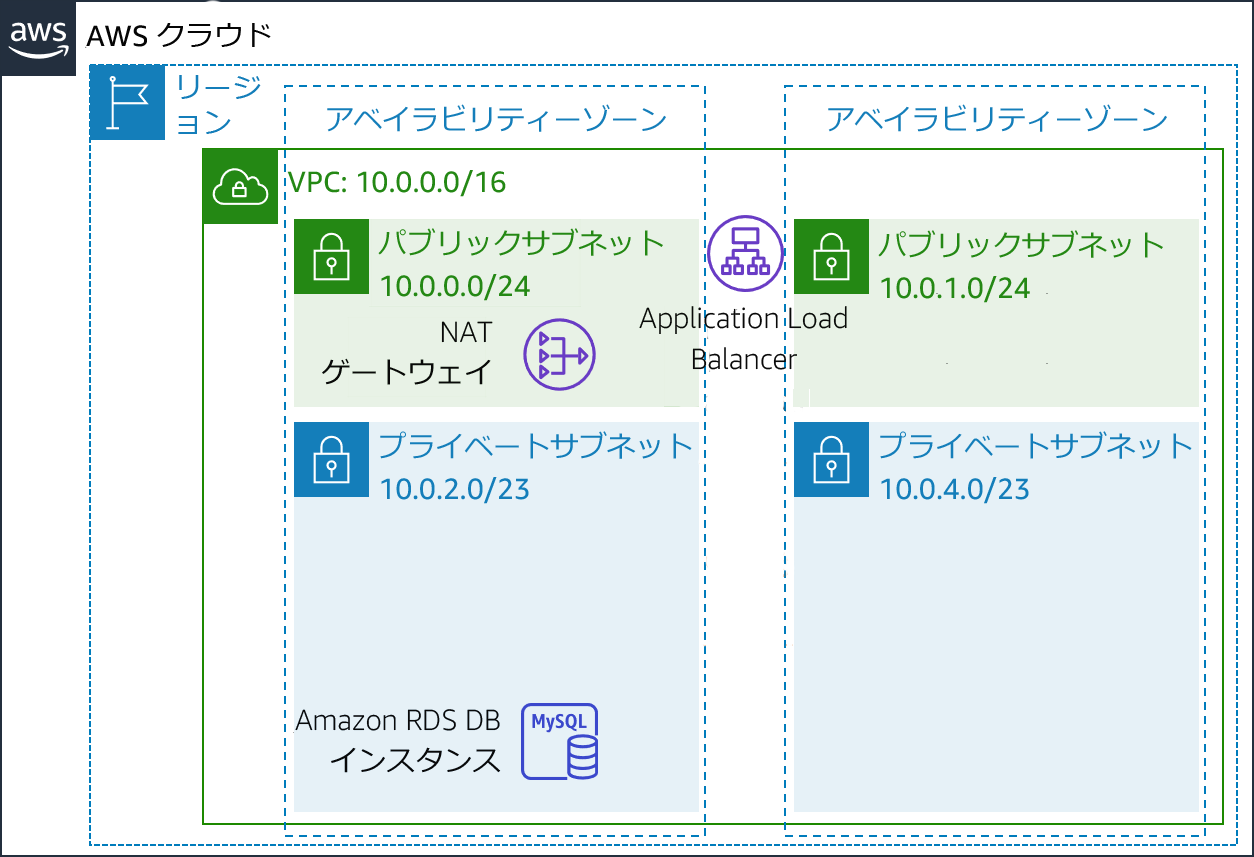 aws
AWS クラウド
リージ
ョン
アベイラビリティーゾーン
アベイラビリティーゾーン
VPC: 10.0.0.0/16
パブリックサブネット
10.0.0.0/24
NAT
ゲートウェイ
Application Load
Balancer
パブリックサブネット
10.0.1.0/24
プライベートサブネット
10.0.2.0/23
プライベートサブネット
10.0.4.0/23
Amazon RDS DB
インスタンス
MySQL